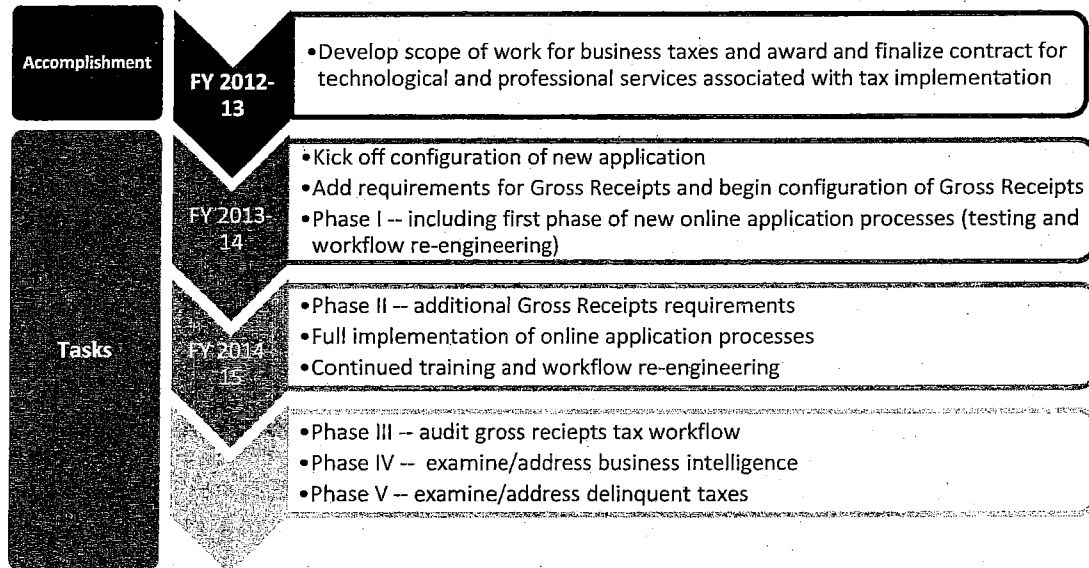 Accomplishment
FY 2012-
13
•Develop scope of work for business taxes and award and finalize contract for
technological and professional services associated with tax implementation
Tasks
FY 2013-
14
•Kick off configuration of new application
•Add requirements for Gross Receipts and begin configuration of Gross Receipts
•Phase I -- including first phase of new online application processes (testing and
workflow re-engineering)
FY 2014-
15
•Phase II -- additional Gross Receipts requirements
•Full implementation of online application processes
•Continued training and workflow re-engineering
•Phase III -- audit gross reciepts tax workflow
•Phase IV -- examine/address business intelligence
•Phase V -- examine/address delinquent taxes